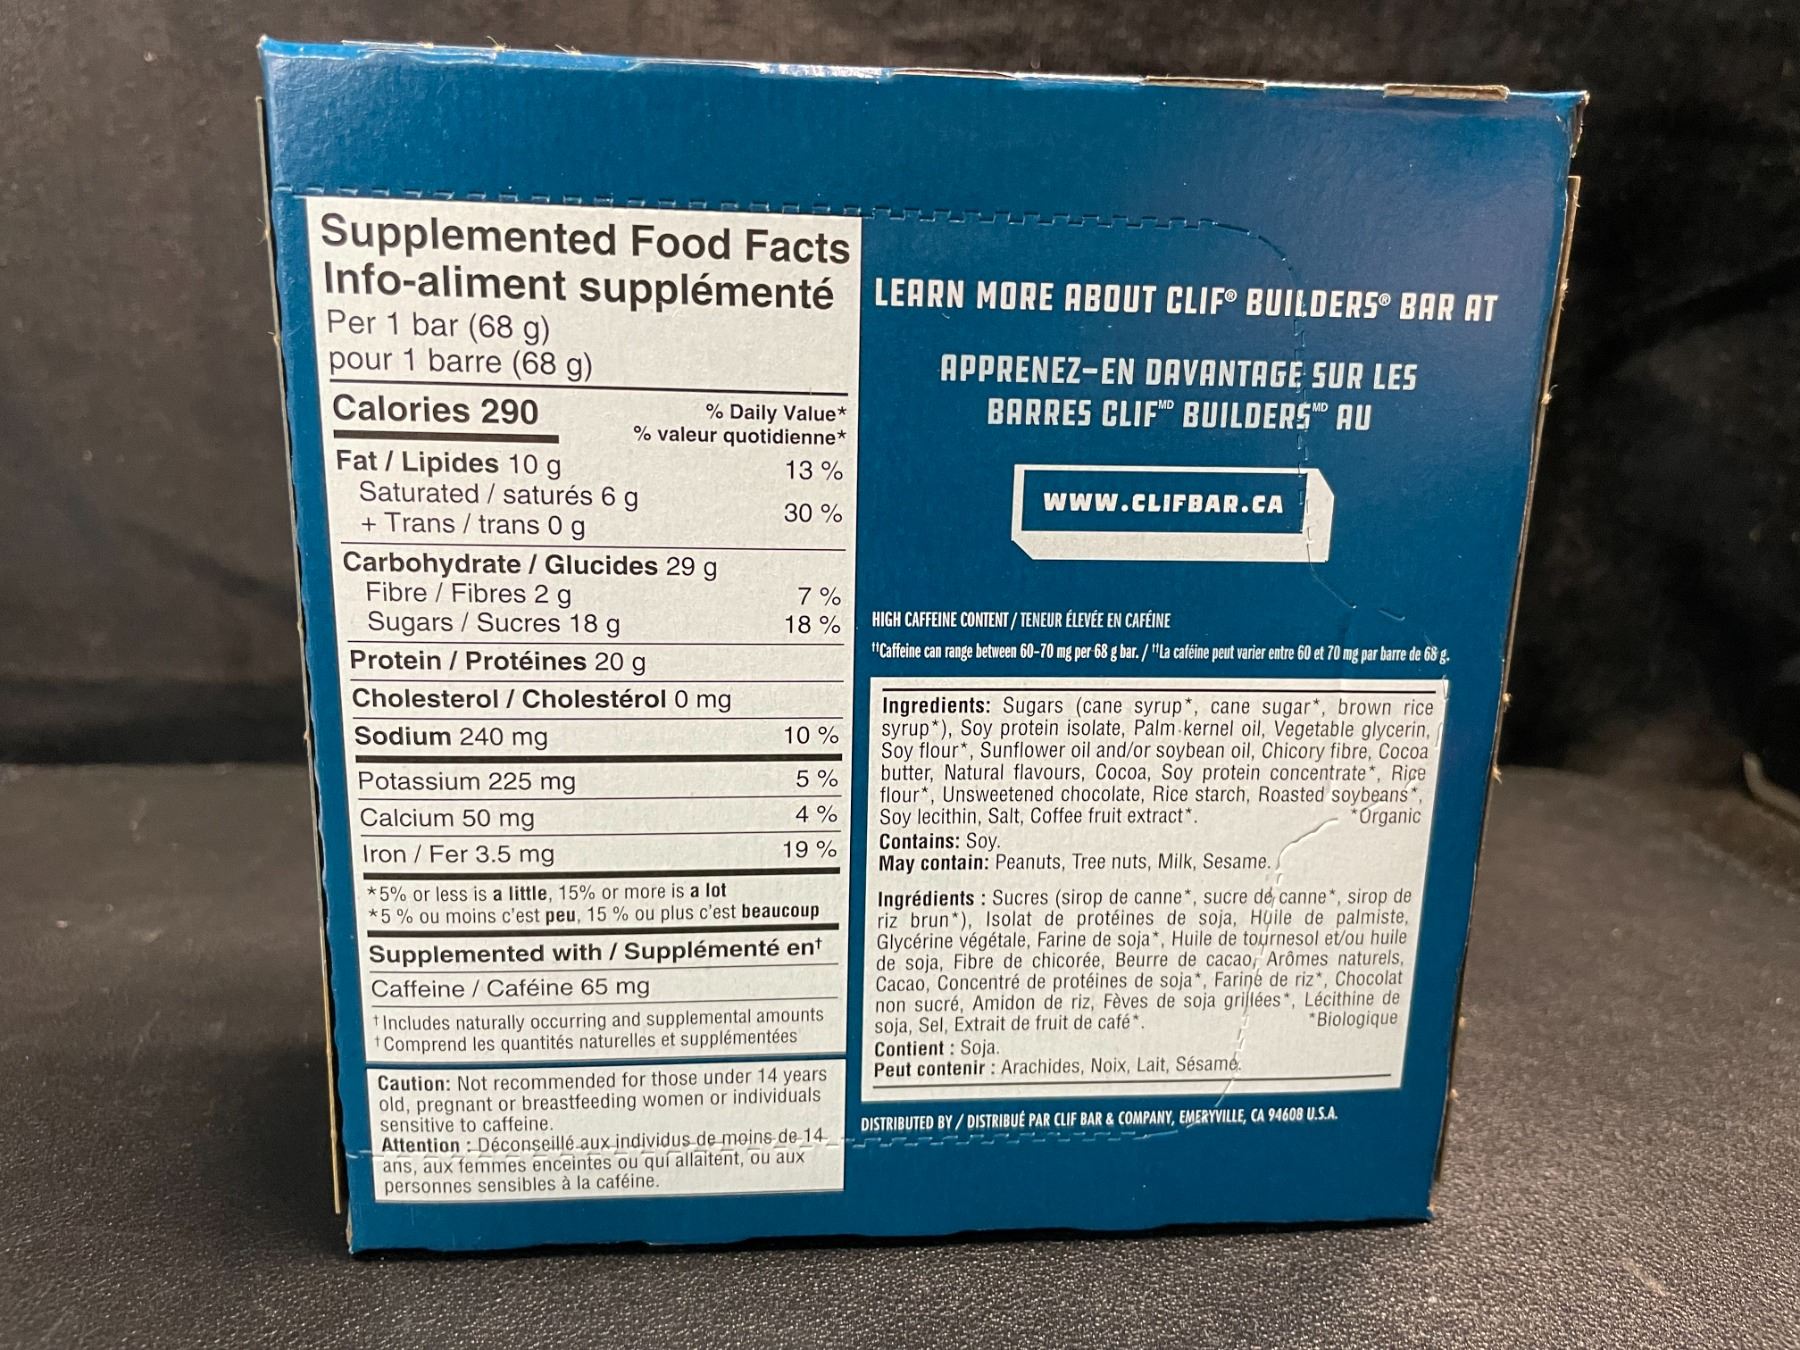 Supplemented Food Facts
Info-aliment supplémenté
Per 1 bar (68 g)
pour 1 barre (68 g)
Calories 290
% Daily Value*
% valeur quotidienne*
Fat / Lipides 10 g 13 %
Saturated / saturés 6 g
+ Trans / trans 0 g 30 %
Carbohydrate / Glucides 29 g
Fibre / Fibres 2 g 7 %
Sugars / Sucres 18 g 18 %
Protein / Protéines 20 g
Cholesterol / Cholestérol 0 mg
Sodium 240 mg 10 %
Potassium 225 mg 5 %
Calcium 50 mg 4 %
Iron / Fer 3.5 mg 19 %
*5% or less is a little, 15% or more is a lot
*5 % ou moins c'est peu, 15 % ou plus c'est beaucoup
Supplemented with / Supplémenté en†
Caffeine / Caféine 65 mg
†Includes naturally occurring and supplemental amounts
†Comprend les quantités naturelles et supplémentées
Caution: Not recommended for those under 14 years
old, pregnant or breastfeeding women or individuals
sensitive to caffeine.
Attention : Déconseillé aux individus de moins de 14
ans, aux femmes enceintes ou qui allaitent, ou aux
personnes sensibles à la caféine.
LEARN MORE ABOUT CLIF® BUILDERS® BAR AT
APPRENEZ-EN DAVANTAGE SUR LES
BARRES CLIF MD BUILDERS MD AU
WWW.CLIFBAR.CA
HIGH CAFFEINE CONTENT / TENEUR ÉLEVÉE EN CAFÉINE
††Caffeine can range between 60-70 mg per 68 g bar. / ††La caféine peut varier entre 60 et 70 mg par barre de 68 g.
Ingredients: Sugars (cane syrup*, cane sugar*, brown rice
syrup*), Soy protein isolate, Palm kernel oil, Vegetable glycerin,
Soy flour*, Sunflower oil and/or soybean oil, Chicory fibre, Cocoa
butter, Natural flavours, Cocoa, Soy protein concentrate*, Rice
flour*, Unsweetened chocolate, Rice starch, Roasted soybeans*,
Soy lecithin, Salt, Coffee fruit extract*. *Organic
Contains: Soy.
May contain: Peanuts, Tree nuts, Milk, Sesame.
Ingrédients : Sucres (sirop de canne*, sucre de canne*, sirop de
riz brun*), Isolat de protéines de soja, Huile de palmiste,
Glycérine végétale, Farine de soja*, Huile de tournesol et/ou huile
de soja, Fibre de chicorée, Beurre de cacao, Arômes naturels,
Cacao, Concentré de protéines de soja*, Farine de riz*, Chocolat
non sucré, Amidon de riz, Fèves de soja grillées*, Lécithine de
soja, Sel, Extrait de fruit de café*. *Biologique
Contient : Soja.
Peut contenir : Arachides, Noix, Lait, Sésame.
DISTRIBUTED BY / DISTRIBUÉ PAR CLIF BAR & COMPANY, EMERYVILLE, CA 94608 U.S.A.